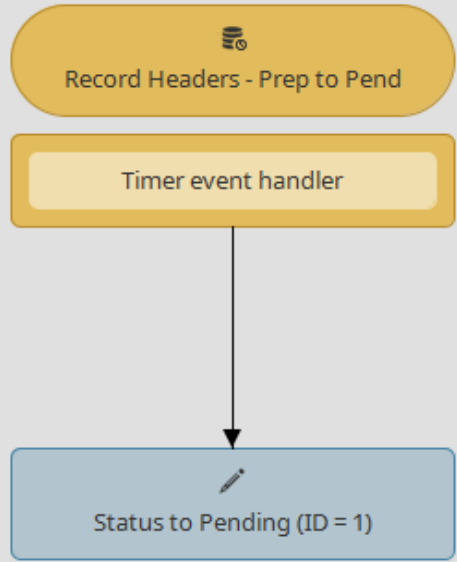 Record Headers - Prep to Pend
Timer event handler
Status to Pending (ID = 1)